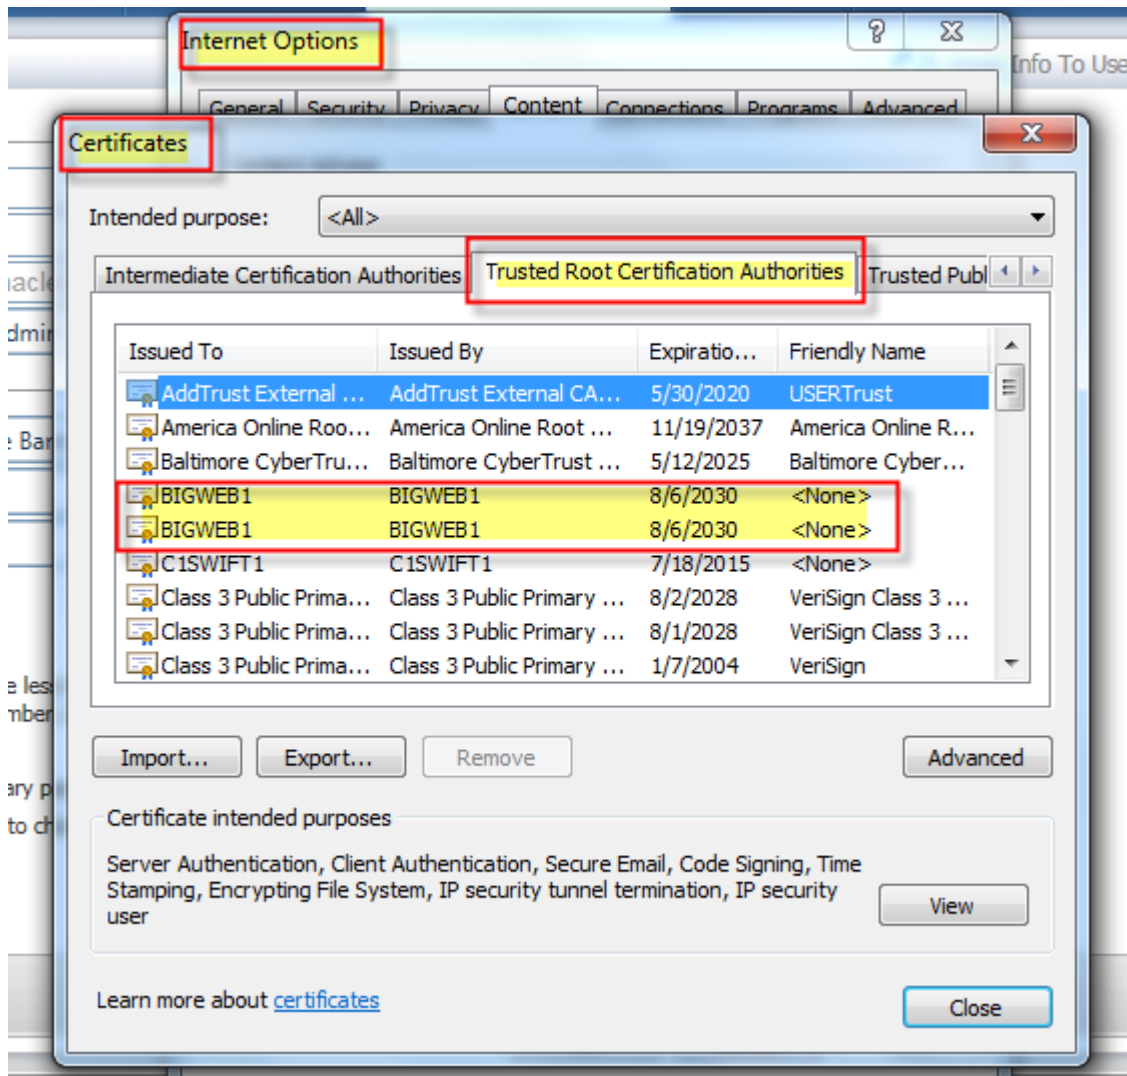 Internet Options
Info To Use
General Security Privacy Content Connections Programs Advanced
Certificates
Intended purpose: <All>
Intermediate Certification Authorities Trusted Root Certification Authorities Trusted Publ
Issued To Issued By Expiratio... Friendly Name
AddTrust External ... AddTrust External CA... 5/30/2020 USERTrust
America Online Roo... America Online Root ... 11/19/2037 America Online R...
Baltimore CyberTru... Baltimore CyberTrust ... 5/12/2025 Baltimore Cyber...
BIGWEB1 BIGWEB1 8/6/2030 <None>
BIGWEB1 BIGWEB1 8/6/2030 <None>
C1SWIFT1 C1SWIFT1 7/18/2015 <None>
Class 3 Public Prima... Class 3 Public Primary ... 8/2/2028 VeriSign Class 3 ...
Class 3 Public Prima... Class 3 Public Primary ... 8/1/2028 VeriSign Class 3 ...
Class 3 Public Prima... Class 3 Public Primary ... 1/7/2004 VeriSign
Import... Export... Remove Advanced
Certificate intended purposes
Server Authentication, Client Authentication, Secure Email, Code Signing, Time
Stamping, Encrypting File System, IP security tunnel termination, IP security
user
View
Learn more about certificates
Close